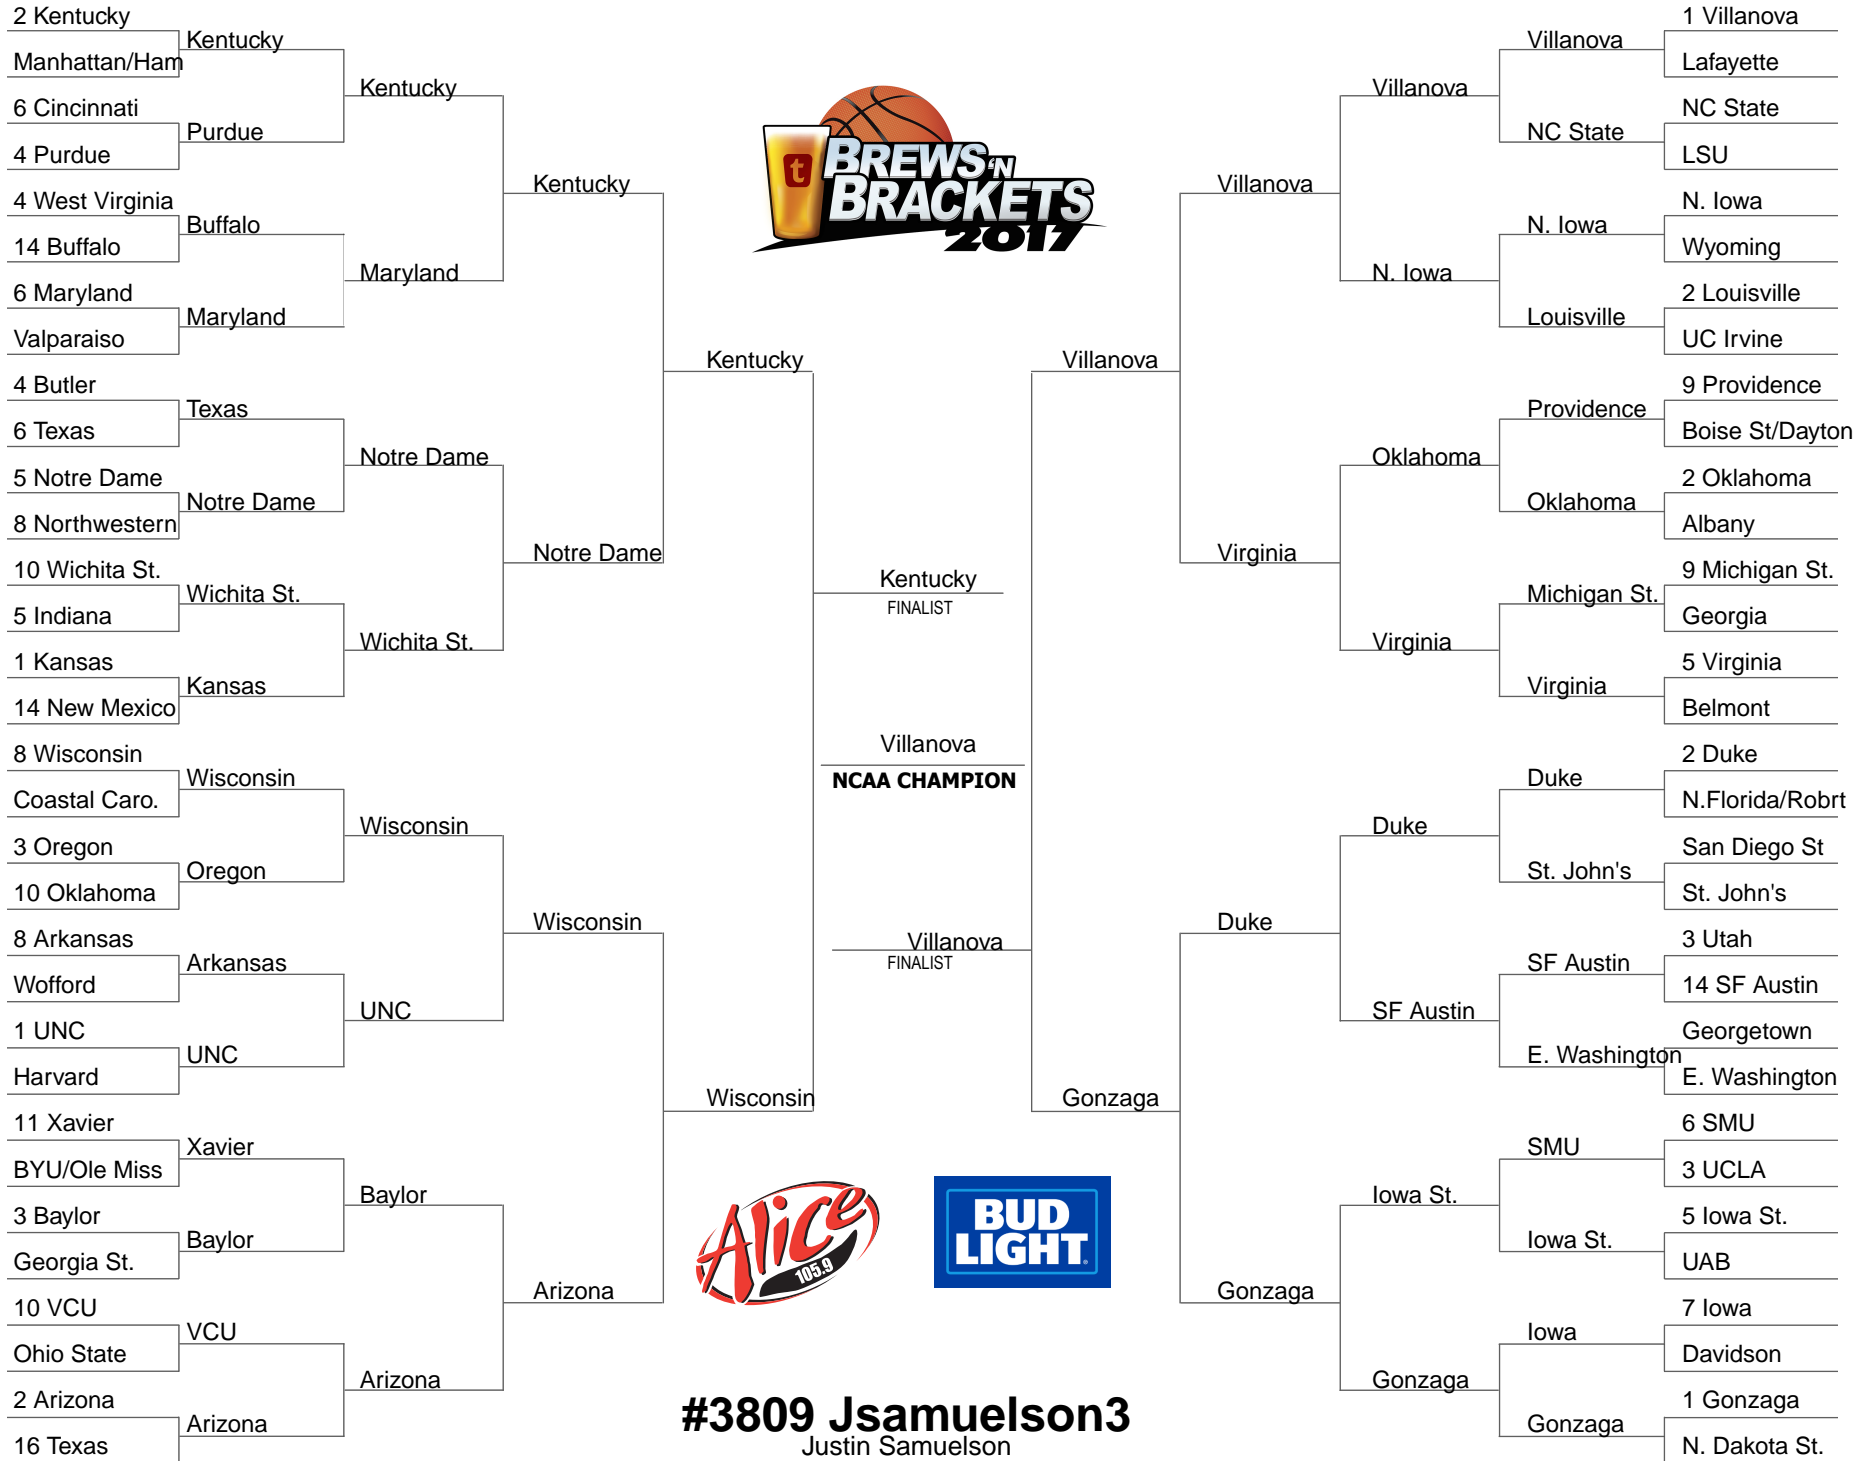 2 Kentucky
Manhattan/Ham
6 Cincinnati
4 Purdue
4 West Virginia
14 Buffalo
6 Maryland
Valparaiso
4 Butler
6 Texas
5 Notre Dame
8 Northwestern
10 Wichita St.
5 Indiana
1 Kansas
14 New Mexico
8 Wisconsin
Coastal Caro.
3 Oregon
10 Oklahoma
8 Arkansas
Wofford
1 UNC
Harvard
11 Xavier
BYU/Ole Miss
3 Baylor
Georgia St.
10 VCU
Ohio State
2 Arizona
16 Texas
Kentucky
Purdue
Buffalo
Maryland
Texas
Notre Dame
Wichita St.
Kansas
Wisconsin
Oregon
Arkansas
UNC
Xavier
Baylor
VCU
Arizona
Kentucky
Maryland
Notre Dame
Wichita St.
Wisconsin
UNC
Baylor
Arizona
Kentucky
Notre Dame
Wisconsin
Arizona
Kentucky
Wisconsin
t
BREWS 'N
BRACKETS
2017
Kentucky
FINALIST
Villanova
NCAA CHAMPION
Villanova
FINALIST
Alice
105.9
BUD
LIGHT
#3809 Jsamuelson3
Justin Samuelson
Villanova
Gonzaga
Villanova
Virginia
Duke
Gonzaga
Villanova
N. Iowa
Oklahoma
Virginia
Duke
SF Austin
Iowa St.
Gonzaga
Villanova
NC State
N. Iowa
Louisville
Providence
Oklahoma
Michigan St.
Virginia
Duke
St. John's
SF Austin
E. Washington
SMU
Iowa St.
Iowa
Gonzaga
1 Villanova
Lafayette
NC State
LSU
N. Iowa
Wyoming
2 Louisville
UC Irvine
9 Providence
Boise St/Dayton
2 Oklahoma
Albany
9 Michigan St.
Georgia
5 Virginia
Belmont
2 Duke
N.Florida/Robrt
San Diego St
St. John's
3 Utah
14 SF Austin
Georgetown
E. Washington
6 SMU
3 UCLA
5 Iowa St.
UAB
7 Iowa
Davidson
1 Gonzaga
N. Dakota St.